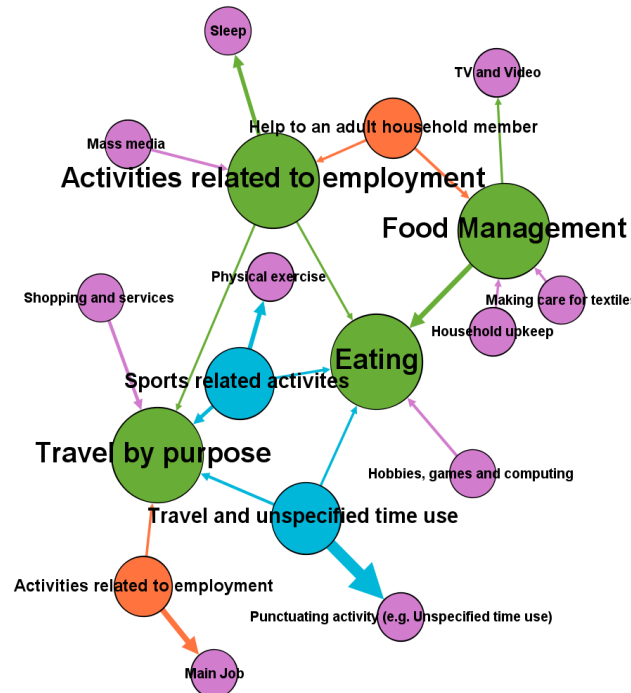 Sleep
TV and Video
Help to an adult household member
Mass media
Activities related to employment
Food Management
Physical exercise
Shopping and services
Making care for textiles
Household upkeep
Eating
Sports related activites
Travel by purpose
Hobbies, games and computing
Travel and unspecified time use
Activities related to employment
Punctuating activity (e.g. Unspecified time use)
Main Job